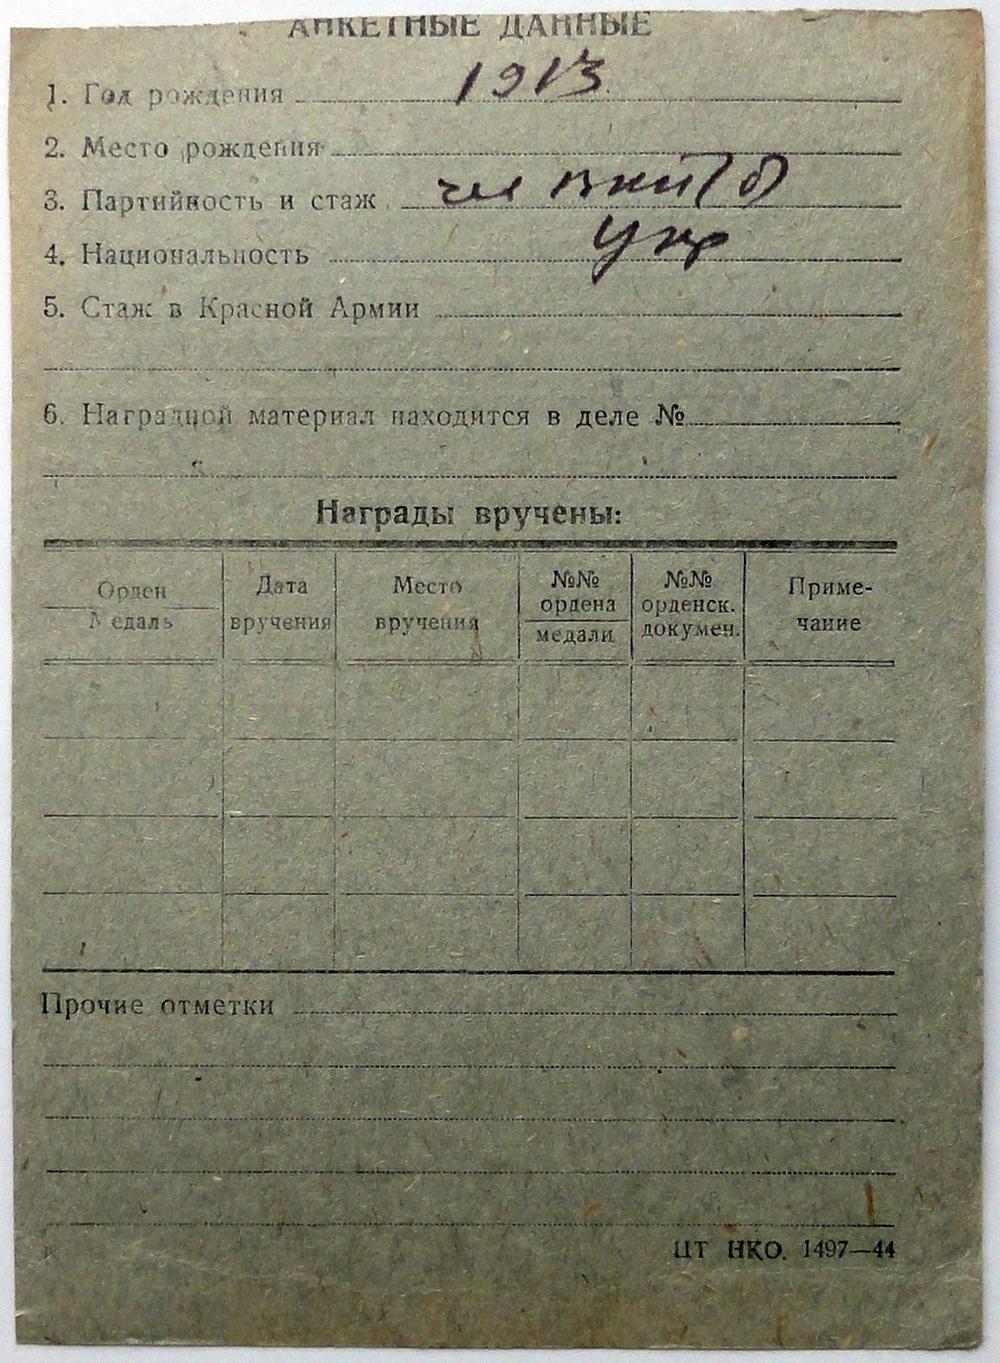 АНКЕТНЫЕ ДАННЫЕ
1. Год рождения 1913
2. Место рождения
3. Партийность и стаж чл ВКП(б)
4. Национальность Укр
5. Стаж в Красной Армии
6. Наградной материал находится в деле №
Награды вручены:
Орден
Медаль
Дата
вручения
Место
вручения
№№
ордена
медали
№№
орденск.
докумен.
Приме-
чание
Прочие отметки
ЦТ НКО. 1497—44